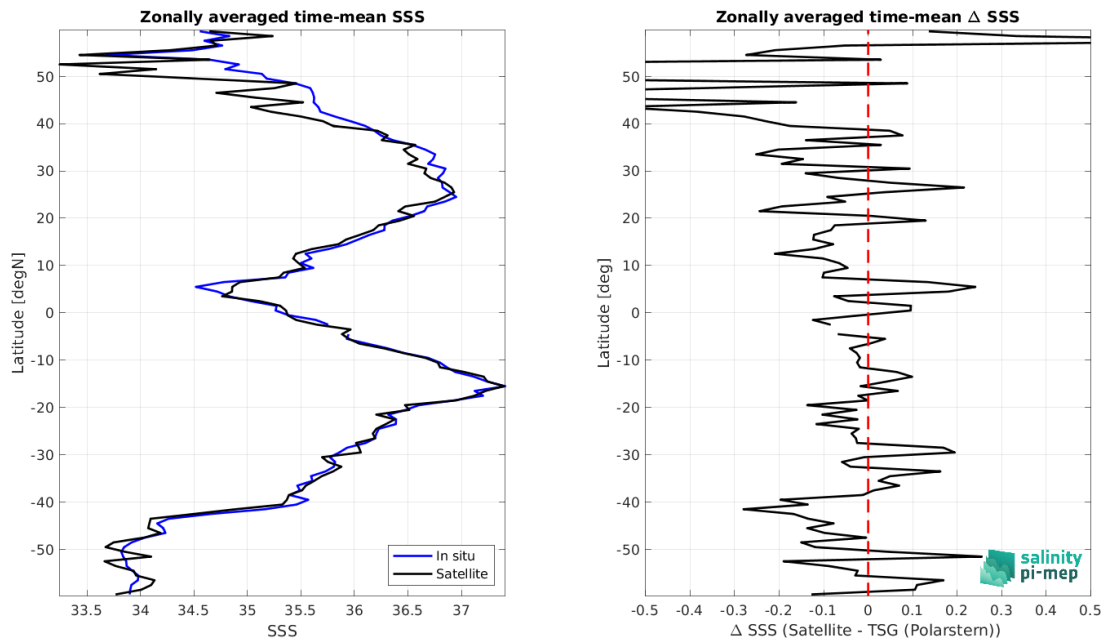 Zonally averaged time-mean SSS
Latitude [degN]
50
40
30
20
10
0
-10
-20
-30
-40
-50
33.5 34 34.5 35 35.5 36 36.5 37
SSS
In situ
Satellite
Zonally averaged time-mean Δ SSS
Latitude [deg]
50
40
30
20
10
0
-10
-20
-30
-40
-50
-0.5 -0.4 -0.3 -0.2 -0.1 0 0.1 0.2 0.3 0.4 0.5
Δ SSS (Satellite - TSG (Polarstern))
salinity
pi-mep